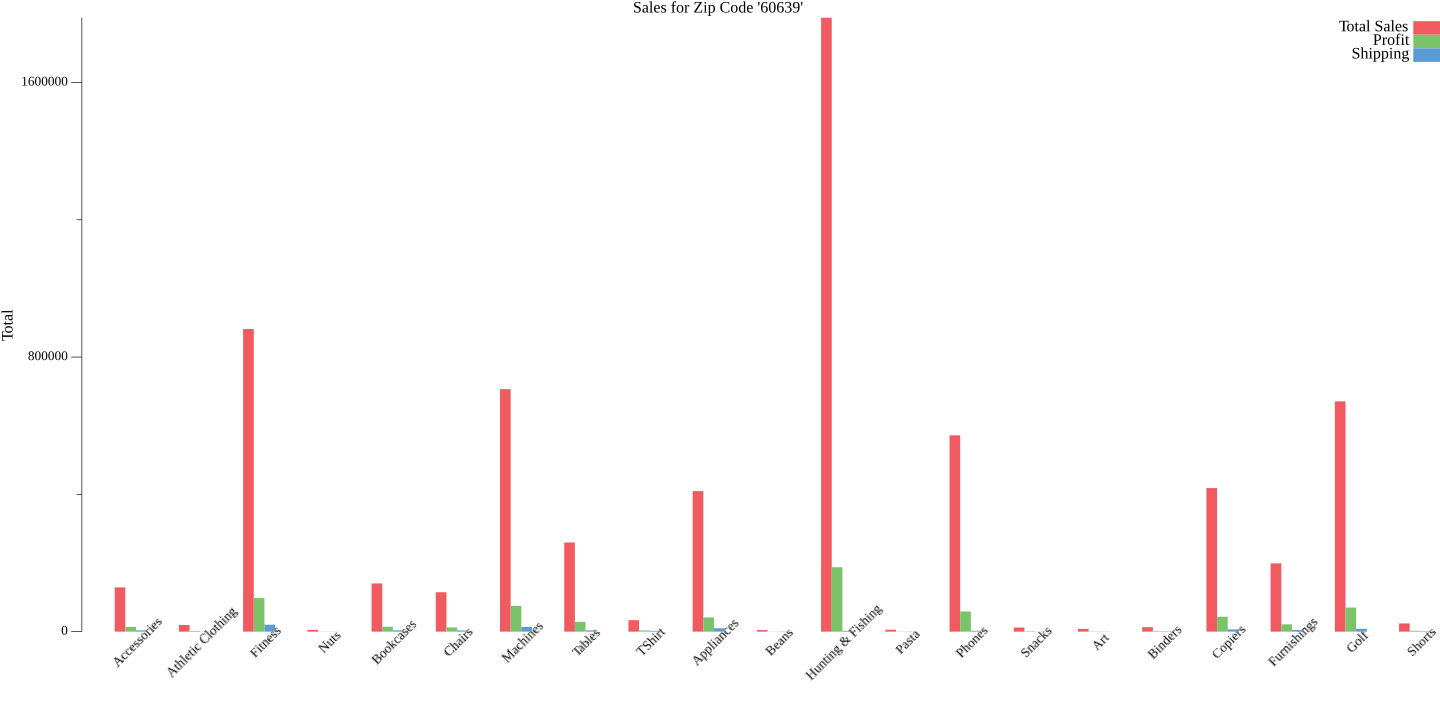 Sales for Zip Code '60639'
Total Sales
Profit
Shipping
1600000
800000
0
Total
Accessories
Athletic Clothing
Fitness
Nuts
Bookcases
Chairs
Machines
Tables
TShirt
Appliances
Beans
Hunting & Fishing
Pasta
Phones
Snacks
Art
Binders
Copiers
Furnishings
Golf
Shorts